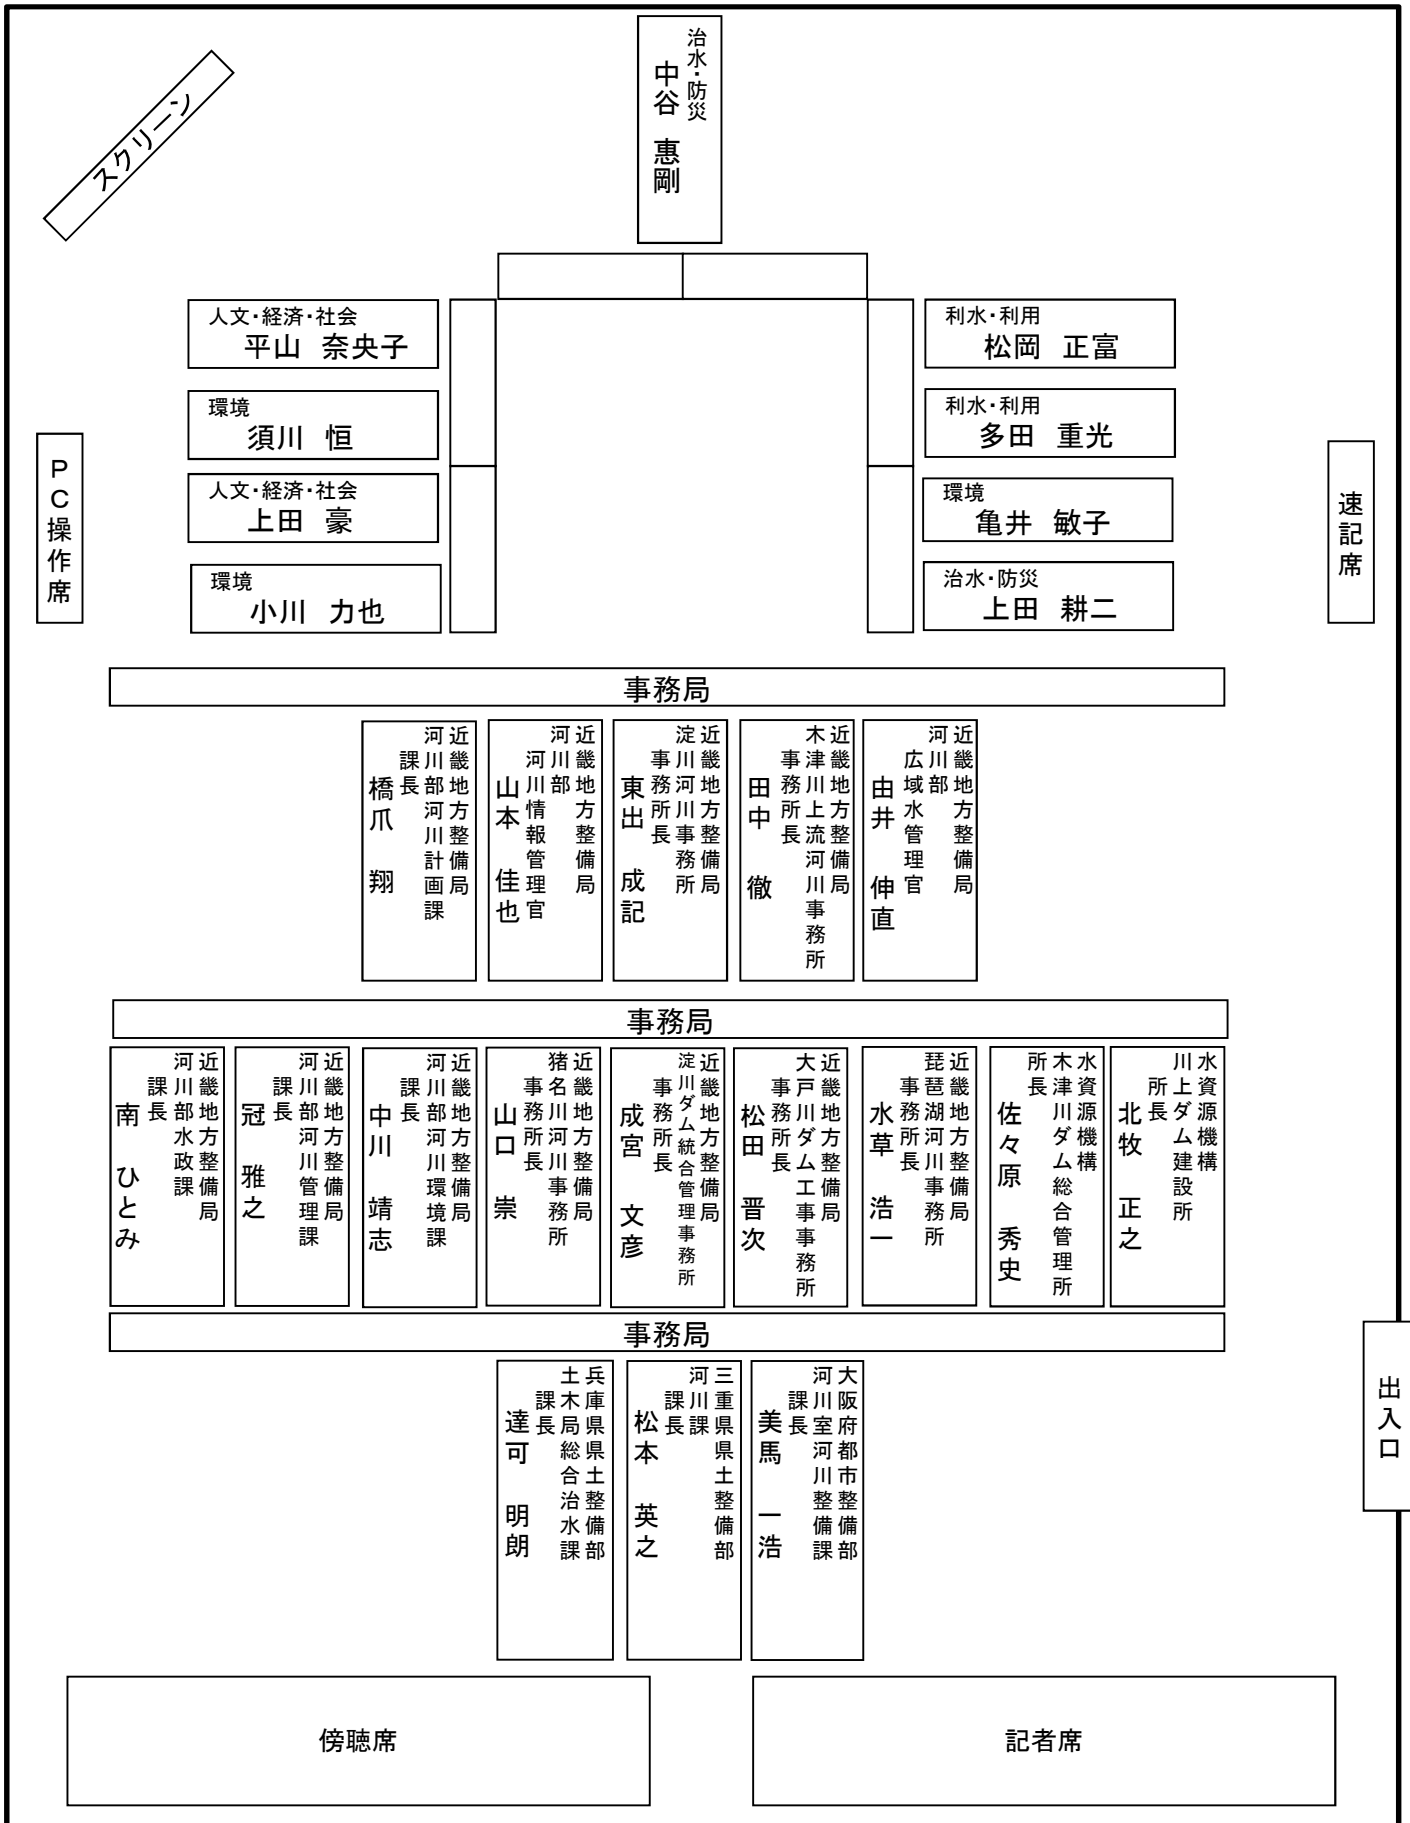 スクリーン
治水・防災
中谷 惠剛
人文・経済・社会
平山 奈央子
環境
須川 恒
人文・経済・社会
上田 豪
環境
小川 力也
利水・利用
松岡 正富
利水・利用
多田 重光
環境
亀井 敏子
治水・防災
上田 耕二
PC操作席
速記席
事務局
近畿地方整備局
河川部河川計画課
課長
橋爪 翔
近畿地方整備局
河川部
河川情報管理官
山本 佳也
近畿地方整備局
淀川河川事務所
事務所長
東出 成記
近畿地方整備局
木津川上流河川事務所
事務所長
田中 徹
近畿地方整備局
河川部
広域水管理官
由井 伸直
事務局
近畿地方整備局
河川部水政課
課長
南 ひとみ
近畿地方整備局
河川部河川管理課
課長
冠 雅之
近畿地方整備局
河川部河川環境課
課長
中川 靖志
近畿地方整備局
猪名川河川事務所
事務所長
山口 崇
近畿地方整備局
淀川ダム統合管理事務所
事務所長
成宮 文彦
近畿地方整備局
大戸川ダム工事事務所
事務所長
松田 晋次
近畿地方整備局
琵琶湖河川事務所
事務所長
水草 浩一
水資源機構
木津川ダム総合管理所
所長
佐々原 秀史
水資源機構
川上ダム建設所
所長
北牧 正之
事務局
兵庫県県土整備部
土木局総合治水課
課長
達可 明朗
三重県県土整備部
河川課
課長
松本 英之
大阪府都市整備部
河川室河川整備課
課長
美馬 一浩
出入口
傍聴席
記者席